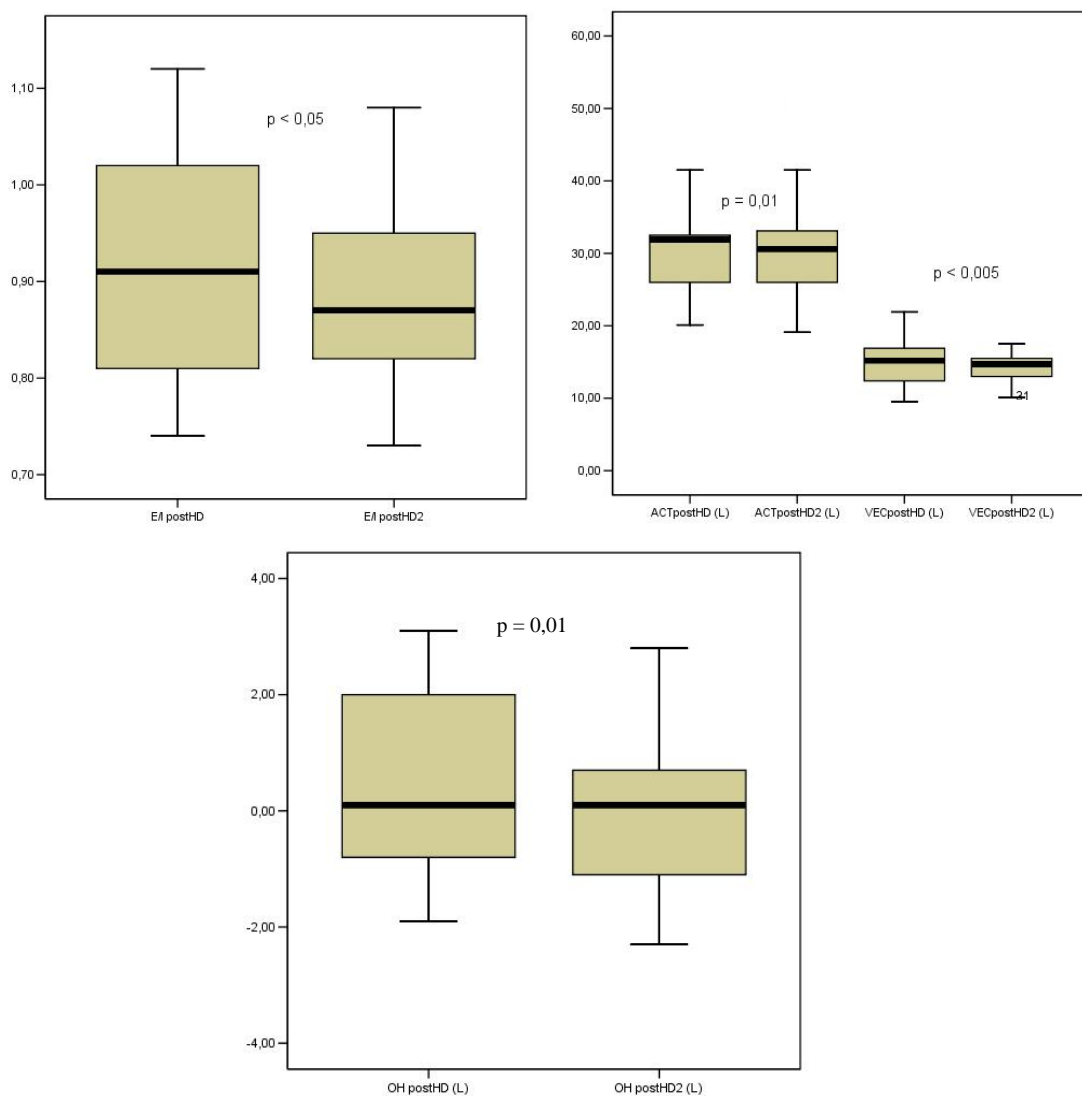 1,10
1,00
0,90
0,80
0,70
p < 0,05
E/I postHD
E/I postHD2
60,00
50,00
40,00
30,00
20,00
10,00
0,00
p = 0,01
p < 0,005
21
ACTpostHD (L)
ACTpostHD2 (L)
VECpostHD (L)
VECpostHD2 (L)
4,00
2,00
0,00
-2,00
-4,00
p = 0,01
OH postHD (L)
OH postHD2 (L)